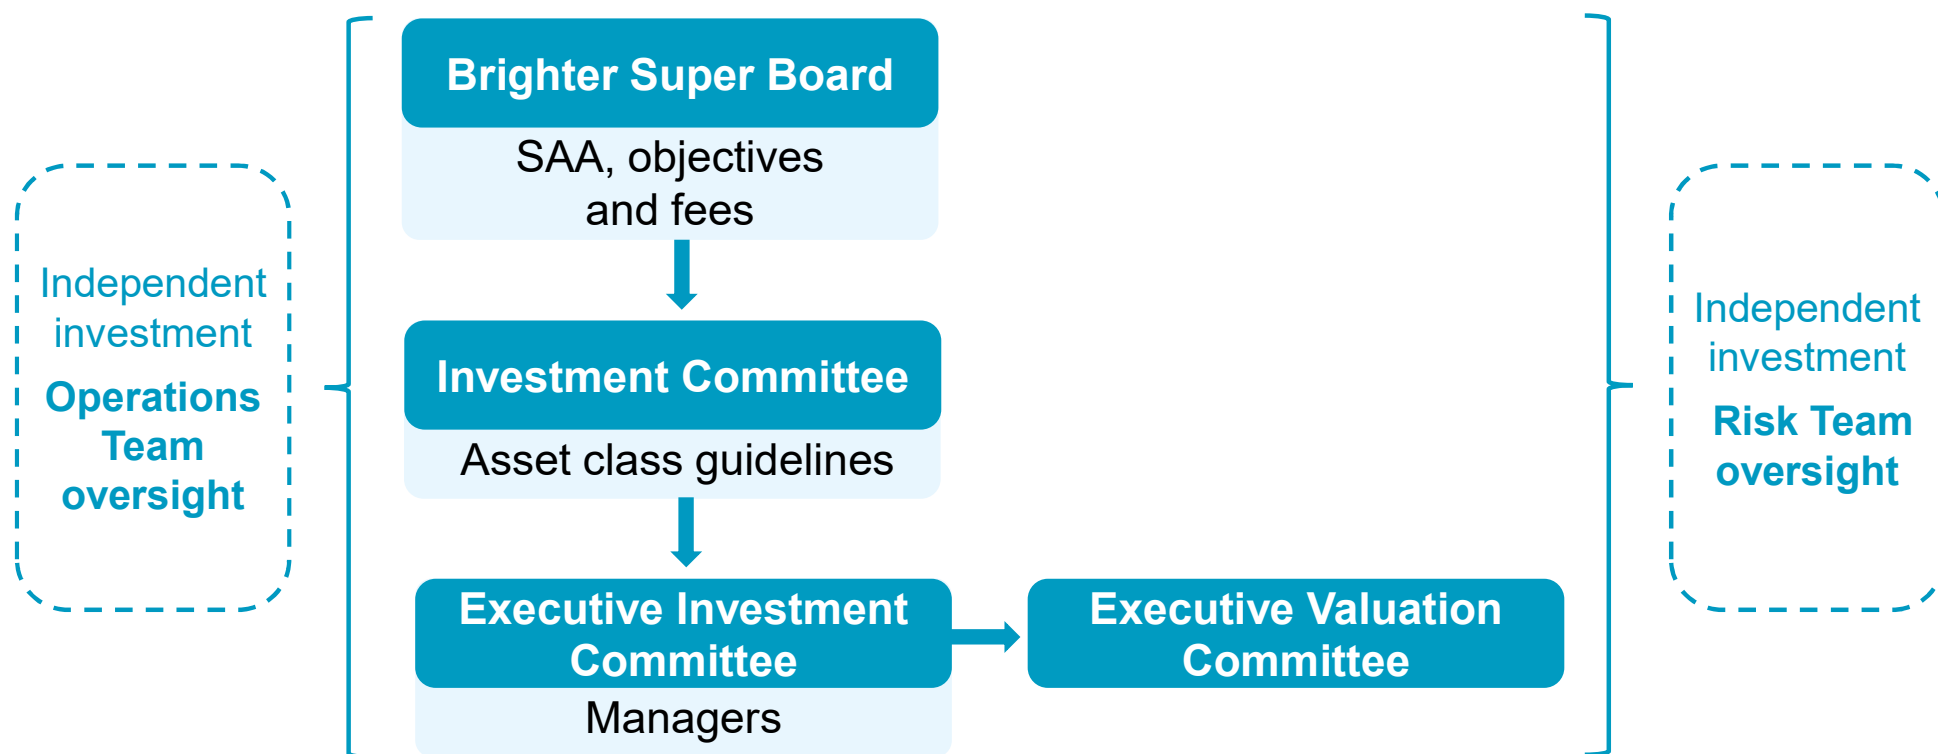 Brighter Super Board
SAA, objectives
and fees
Independent
investment
Operations
Team
oversight
Investment Committee
Asset class guidelines
Executive Investment
Committee
Managers
Executive Valuation
Committee
Independent
investment
Risk Team
oversight